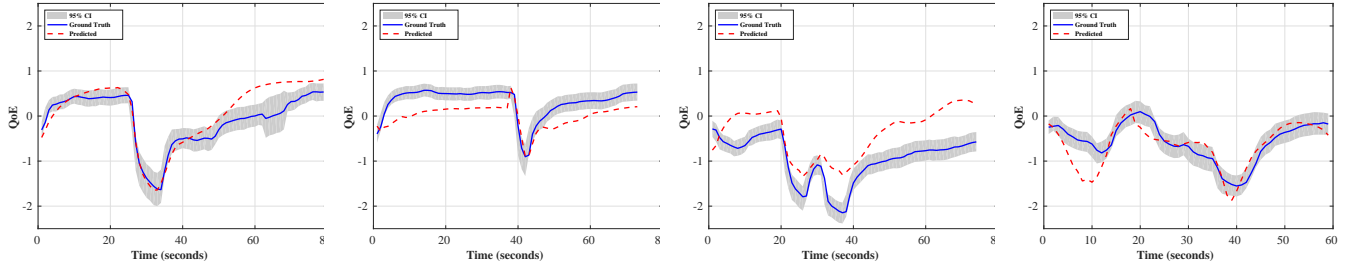 95% CI
Ground Truth
Predicted
QoE
2
1
0
-1
-2
0 20 40 60 8
Time (seconds)
95% CI
Ground Truth
Predicted
QoE
2
1
0
-1
-2
0 20 40 60 8
Time (seconds)
95% CI
Ground Truth
Predicted
QoE
2
1
0
-1
-2
0 20 40 60
Time (seconds)
95% CI
Ground Truth
Predicted
QoE
2
1
0
-1
-2
0 10 20 30 40 50 60
Time (seconds)